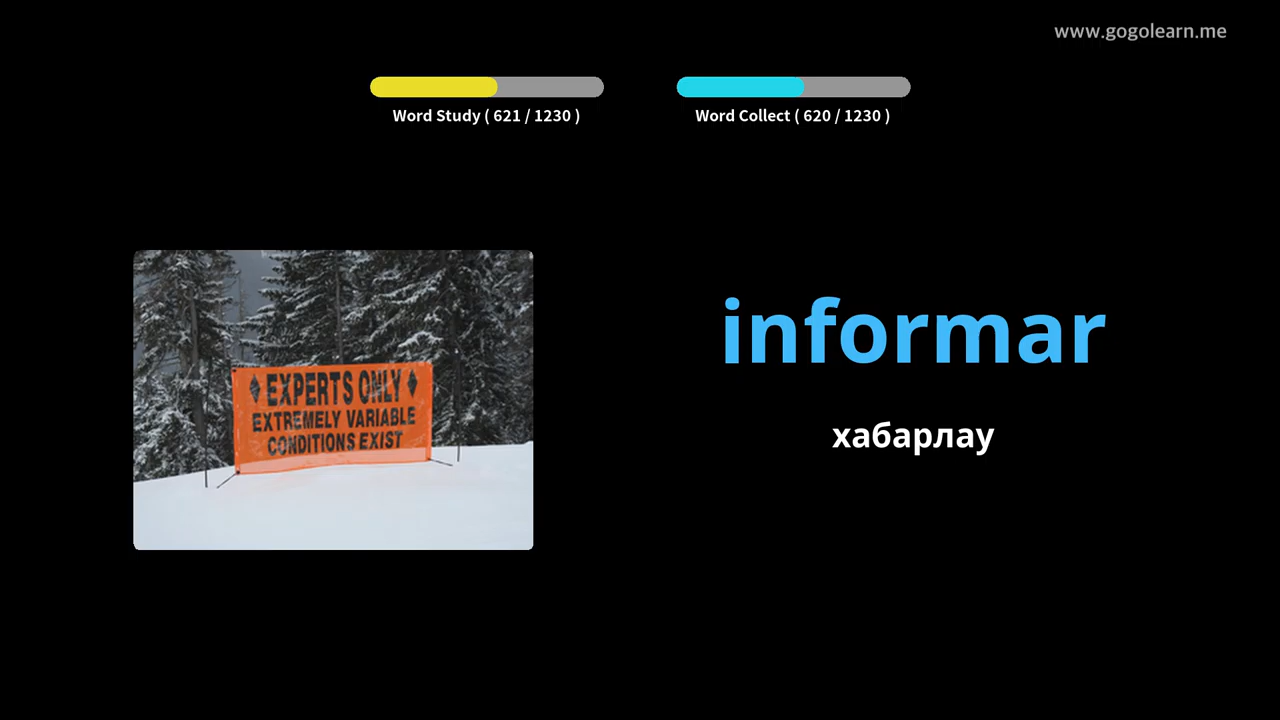 www.gogolearn.me
Word Study ( 621 / 1230 )
Word Collect ( 620 / 1230 )
EXPERTS ONLY
EXTREMELY VARIABLE
CONDITIONS EXIST
informar
хабарлау